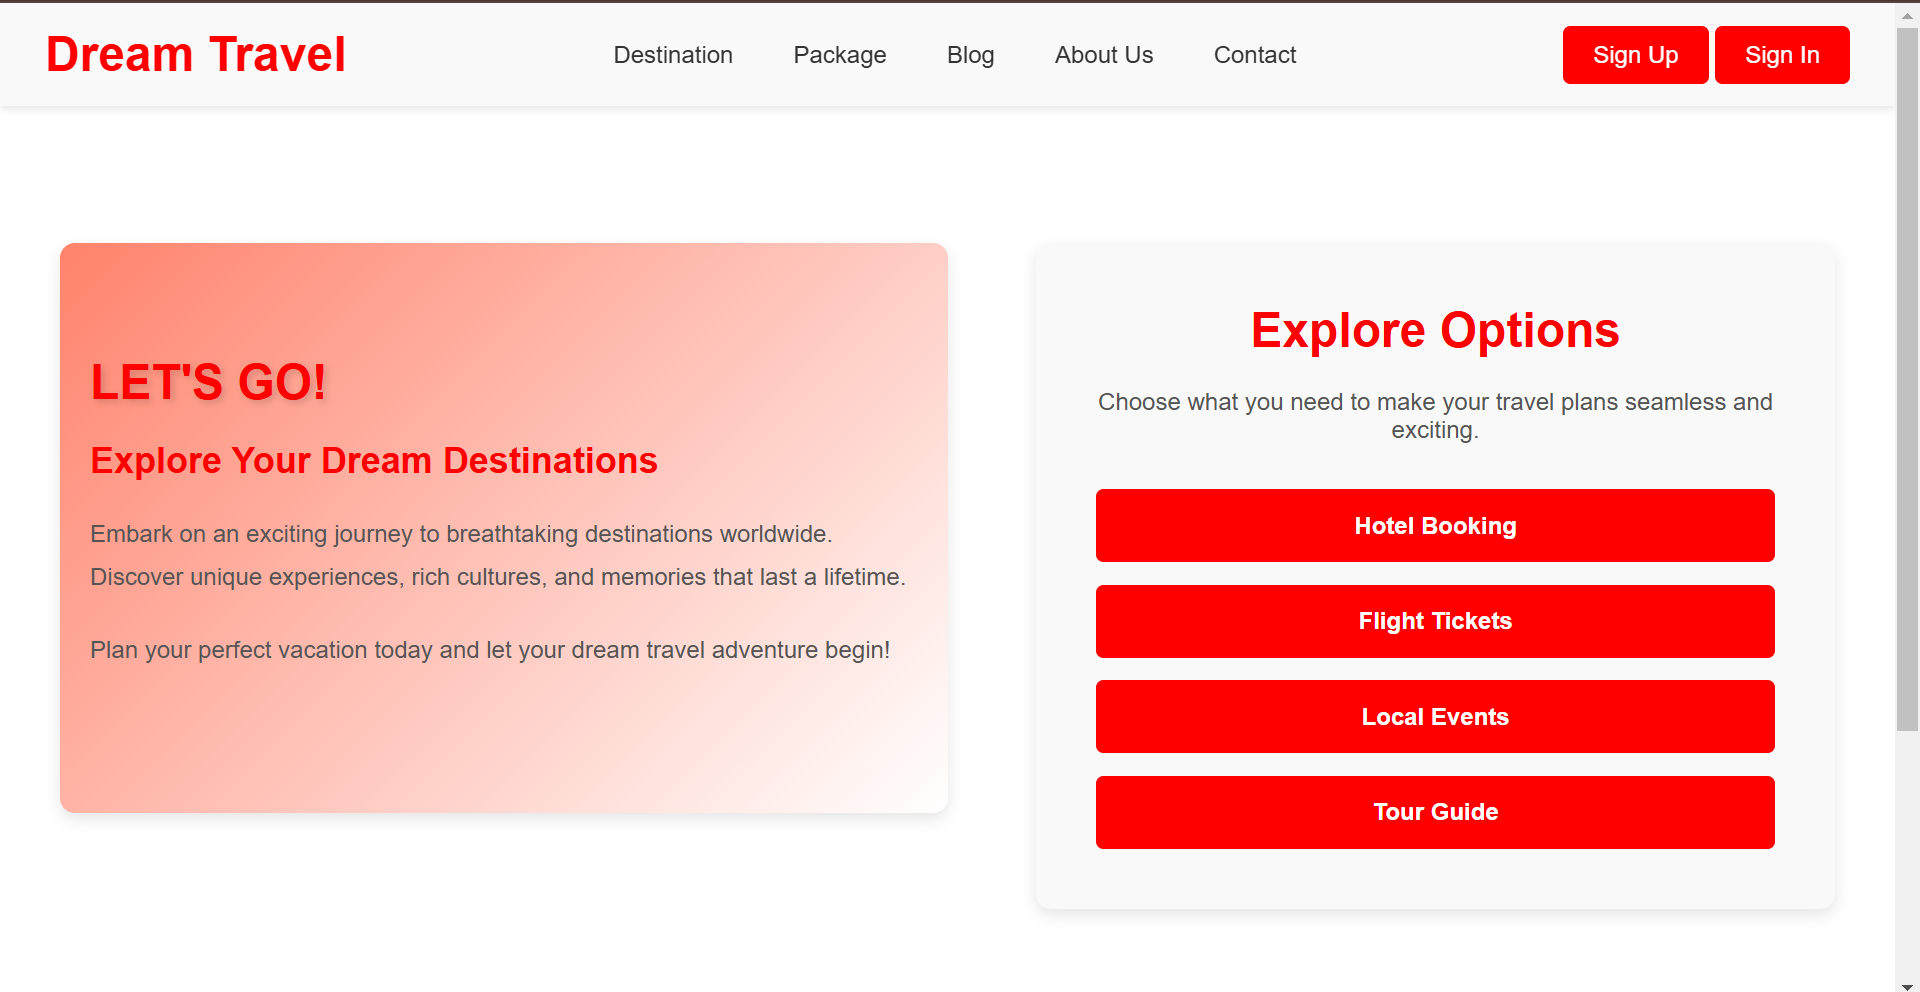 Dream Travel
Destination
Package
Blog
About Us
Contact
Sign Up
Sign In
LET'S GO!
Explore Your Dream Destinations
Embark on an exciting journey to breathtaking destinations worldwide.
Discover unique experiences, rich cultures, and memories that last a lifetime.
Plan your perfect vacation today and let your dream travel adventure begin!
Explore Options
Choose what you need to make your travel plans seamless and
exciting.
Hotel Booking
Flight Tickets
Local Events
Tour Guide